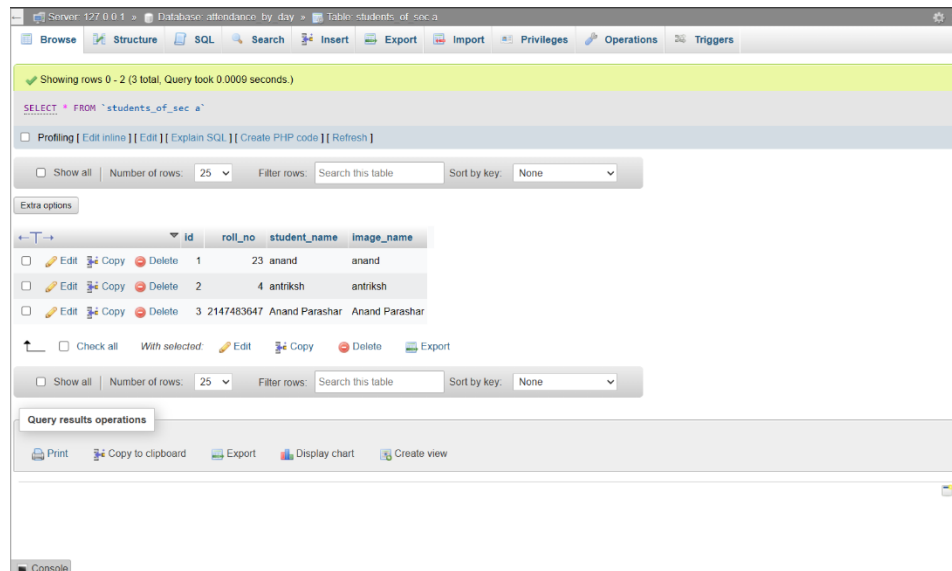 Server: 127.0.0.1 » Database: attendance_by_day » Table: students_of_sec a
Browse Structure SQL Search Insert Export Import Privileges Operations Triggers
Showing rows 0 - 2 (3 total, Query took 0.0009 seconds.)
SELECT * FROM `students_of_sec a`
Profiling [ Edit inline ] [ Edit ] [ Explain SQL ] [ Create PHP code ] [ Refresh ]
Show all | Number of rows: 25 Filter rows: Search this table Sort by key: None
Extra options
←T→ id roll_no student_name image_name
Edit Copy Delete 1 23 anand anand
Edit Copy Delete 2 4 antriksh antriksh
Edit Copy Delete 3 2147483647 Anand Parashar Anand Parashar
Check all With selected: Edit Copy Delete Export
Show all | Number of rows: 25 Filter rows: Search this table Sort by key: None
Query results operations
Print Copy to clipboard Export Display chart Create view
Console